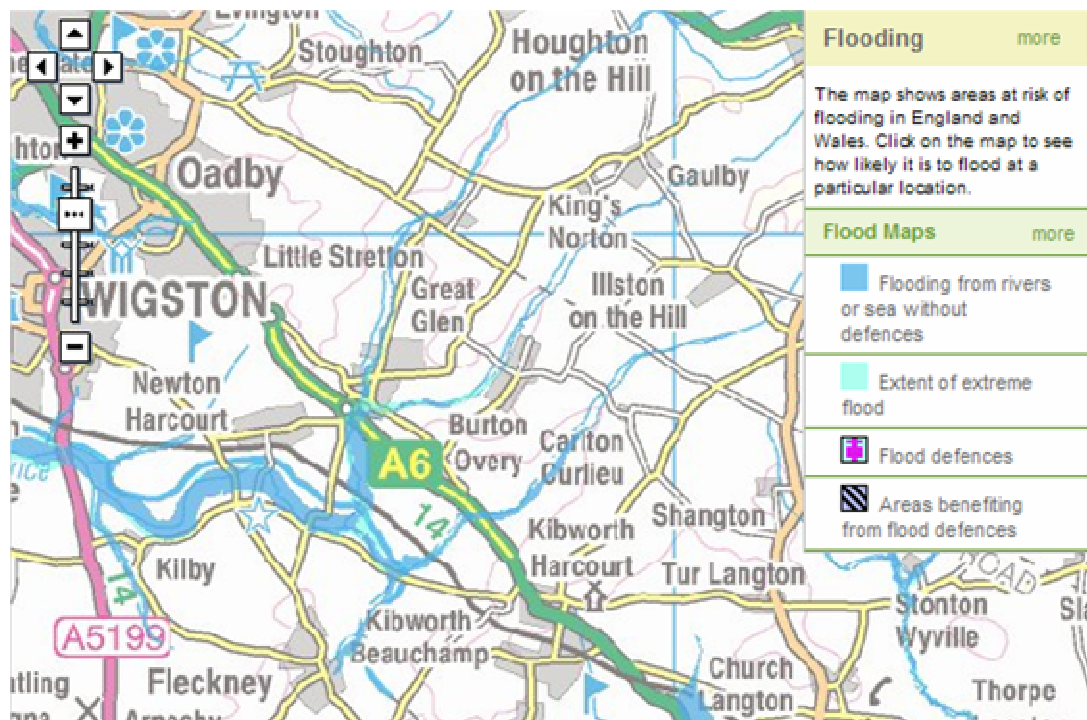 Evington
Stoughton
Houghton
on the Hill
Oadby
Gaulby
King's
Norton
Little Stretton
WIGSTON
Great
Glen
Illston
on the Hill
Newton
Harcourt
Burton
Overy
Carlton
Curlieu
A6
14
Kibworth
Harcourt
Shangton
Kilby
14
Tur Langton
Kibworth
Beauchamp
A5199
Stonton
Wyville
ROAD
Fleckney
Church
Langton
Thorpe
Arnesby
Flooding more
The map shows areas at risk of
flooding in England and
Wales. Click on the map to see
how likely it is to flood at a
particular location.
Flood Maps more
Flooding from rivers
or sea without
defences
Extent of extreme
flood
Flood defences
Areas benefiting
from flood defences